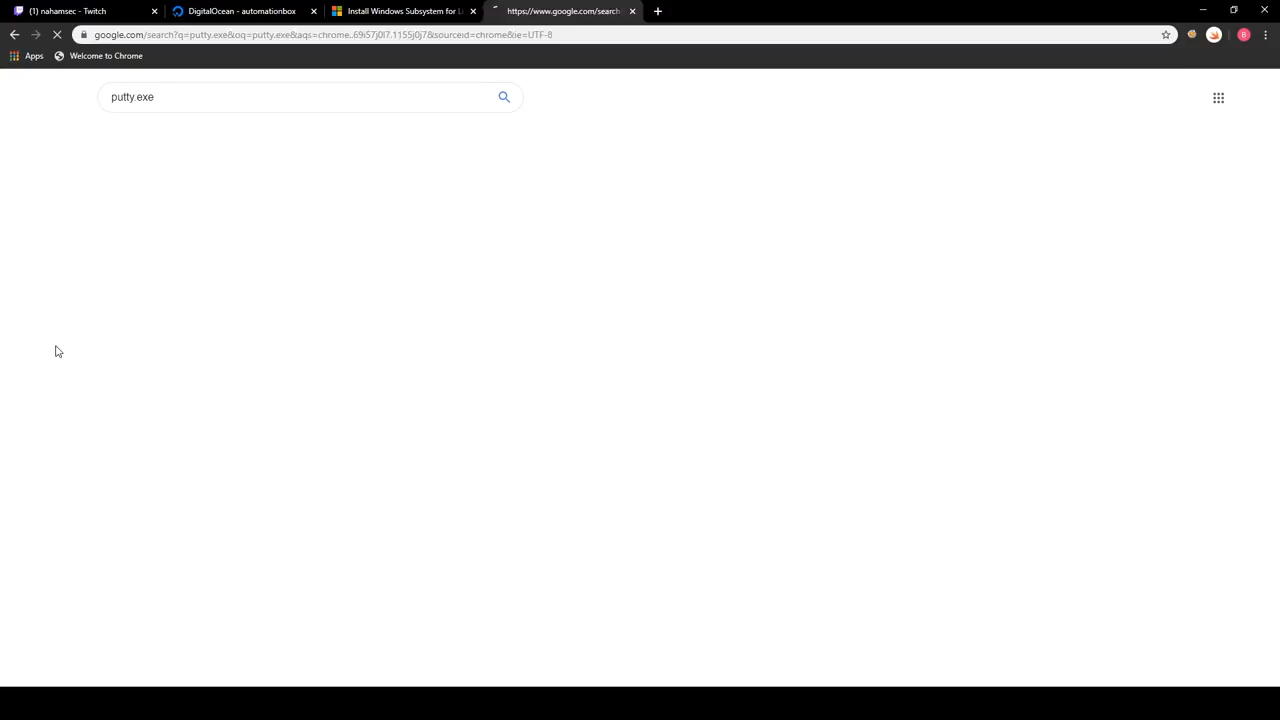 (1) nahamsec - Twitch
DigitalOcean - automationbox
Install Windows Subsystem for Li
https://www.google.com/search
google.com/search?q=putty.exe&oq=putty.exe&aqs=chrome..69i57j0l7.1155j0j7&sourceid=chrome&ie=UTF-8
B
Apps
Welcome to Chrome
putty.exe